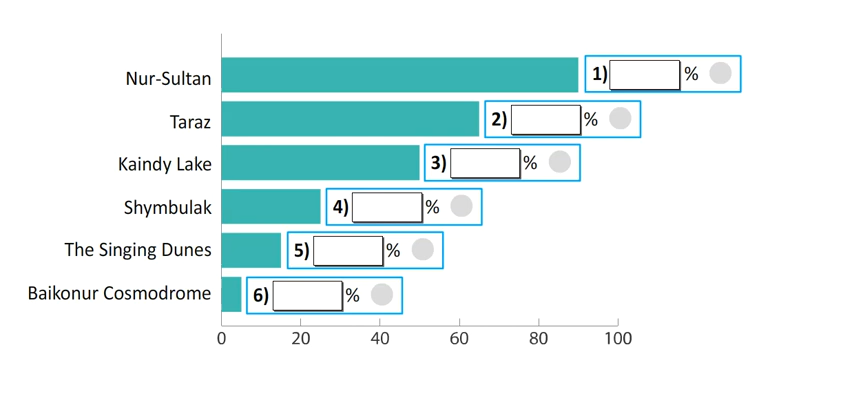 Nur-Sultan 1) %
Taraz 2) %
Kaindy Lake 3) %
Shymbulak 4) %
The Singing Dunes 5) %
Baikonur Cosmodrome 6) %
0 20 40 60 80 100